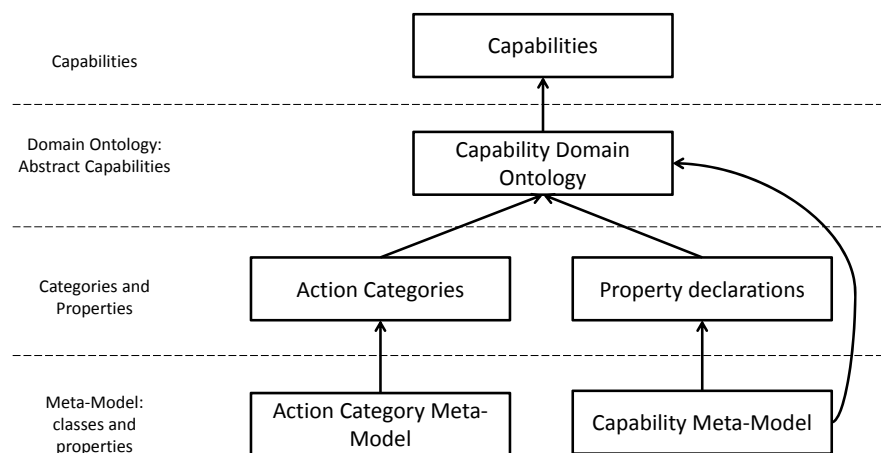 Capabilities
Capabilities
Domain Ontology:
Abstract Capabilities
Capability Domain
Ontology
Categories and
Properties
Action Categories
Property declarations
Meta-Model:
classes and
properties
Action Category Meta-
Model
Capability Meta-Model